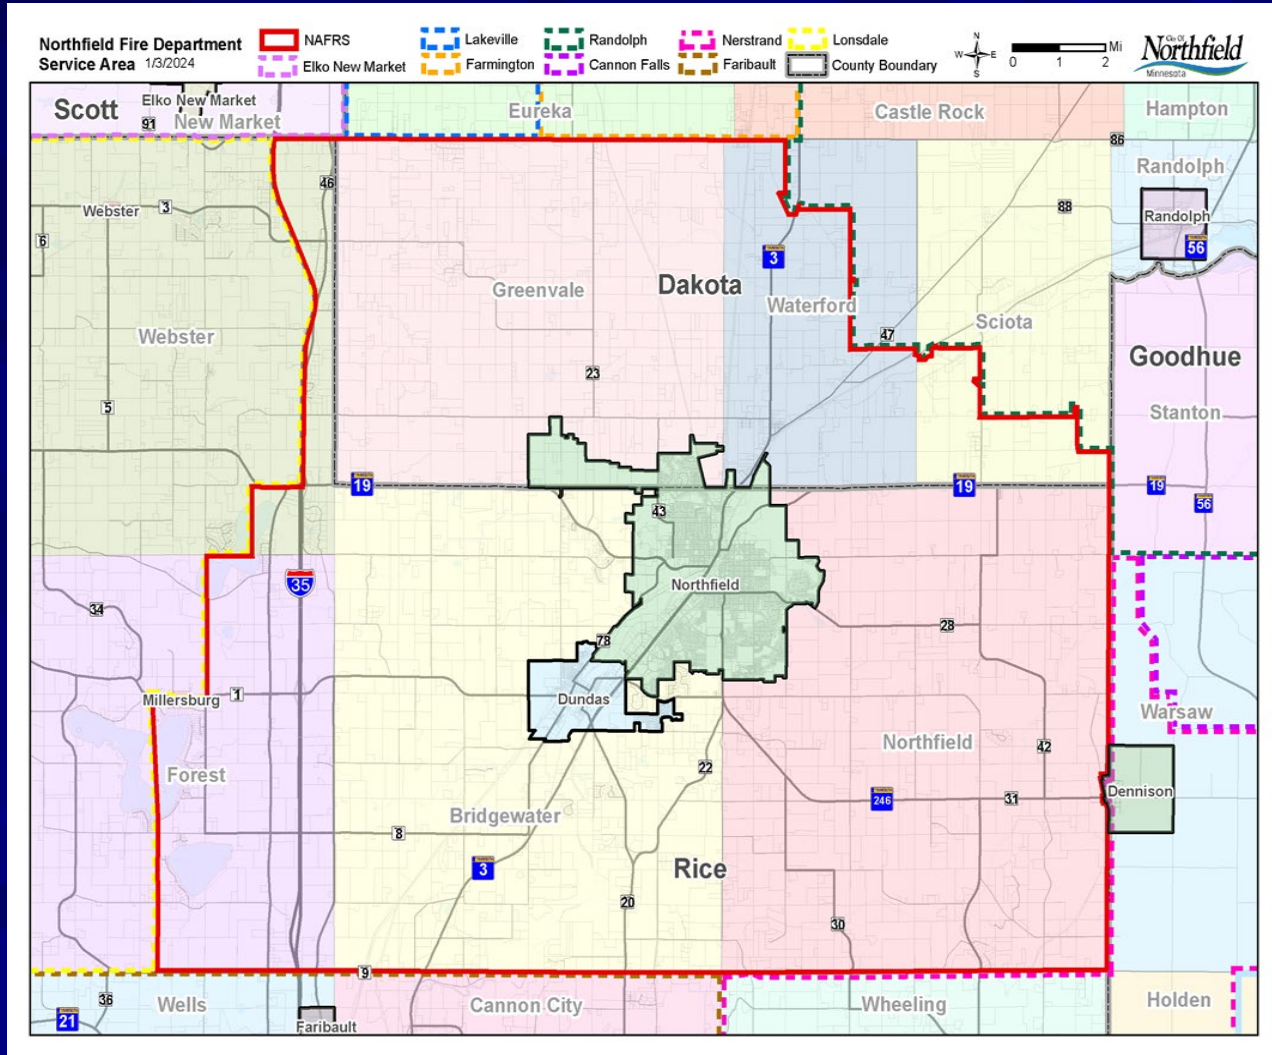 Northfield Fire Department
Service Area 1/3/2024
NAFRS
Elko New Market
Lakeville
Farmington
Randolph
Cannon Falls
Nerstrand
Faribault
Lonsdale
County Boundary
N
W E
S
0 1 2
Mi
City Of
Northfield
Minnesota
Scott
Elko New Market
91
New Market
Eureka
Castle Rock
Hampton
86
Randolph
46
Webster
3
88
Randolph
6
56
3
Dakota
Greenvale
Waterford
Sciota
47
Webster
Goodhue
23
5
Stanton
19
19
19
43
56
35
Northfield
34
28
78
Millersburg
1
Dundas
Warsaw
Northfield
42
22
Forest
Dennison
246
31
Bridgewater
8
3
Rice
20
30
9
36
Wells
Cannon City
Wheeling
Holden
21
Faribault